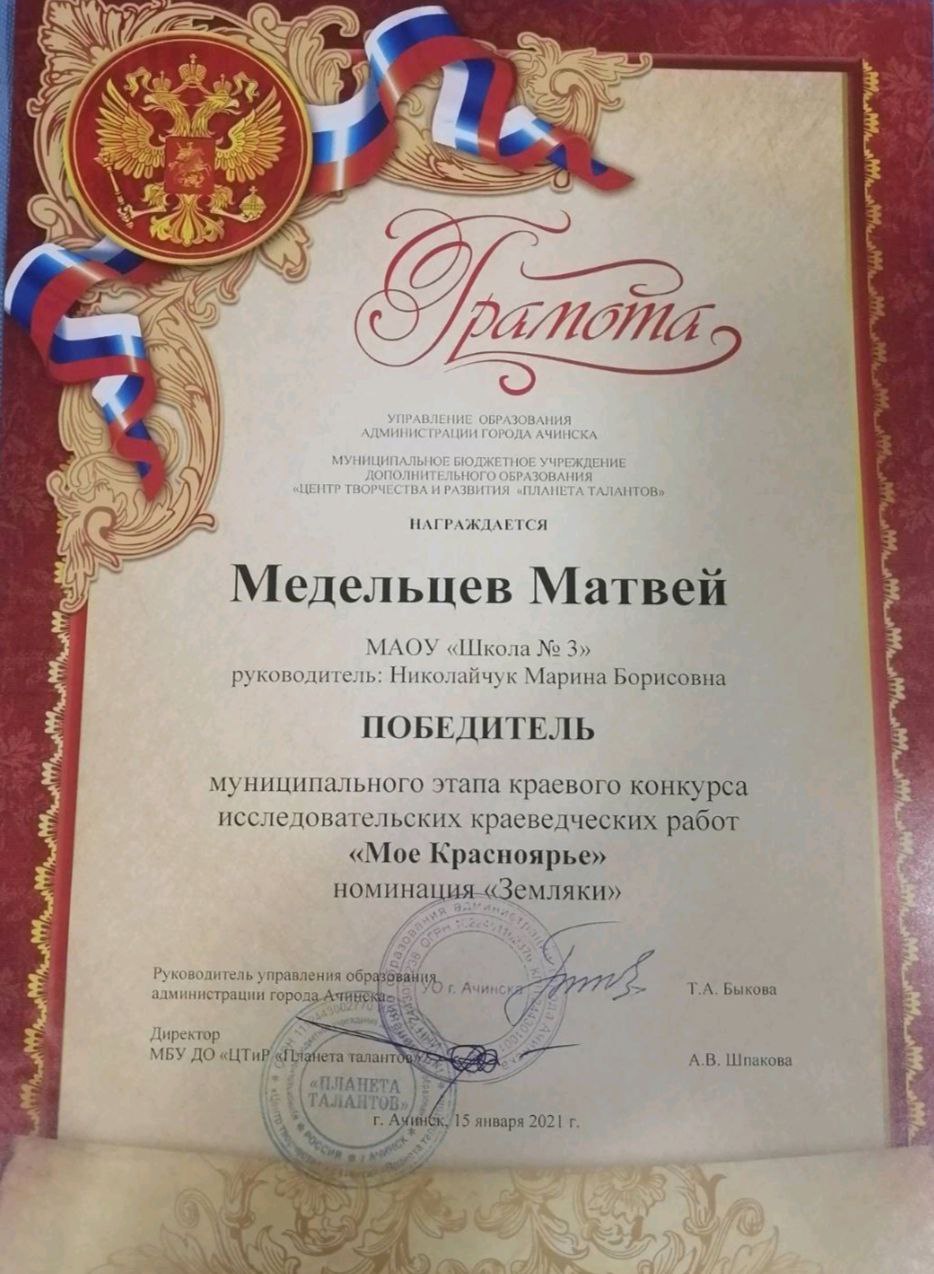 Грамота
УПРАВЛЕНИЕ ОБРАЗОВАНИЯ
АДМИНИСТРАЦИИ ГОРОДА АЧИНСКА
МУНИЦИПАЛЬНОЕ БЮДЖЕТНОЕ УЧРЕЖДЕНИЕ
ДОПОЛНИТЕЛЬНОГО ОБРАЗОВАНИЯ
«ЦЕНТР ТВОРЧЕСТВА И РАЗВИТИЯ «ПЛАНЕТА ТАЛАНТОВ»
НАГРАЖДАЕТСЯ
Медельцев Матвей
МАОУ «Школа № 3»
руководитель: Николайчук Марина Борисовна
ПОБЕДИТЕЛЬ
муниципального этапа краевого конкурса
исследовательских краеведческих работ
«Мое Красноярье»
номинация «Земляки»
Руководитель управления образования
администрации города Ачинска
Т.А. Быкова
УО г. Ачинска
Директор
МБУ ДО «ЦТиР «Планета талантов»
А.В. Шпакова
«ПЛАНЕТА
ТАЛАНТОВ»
г. Ачинск, 15 января 2021 г.